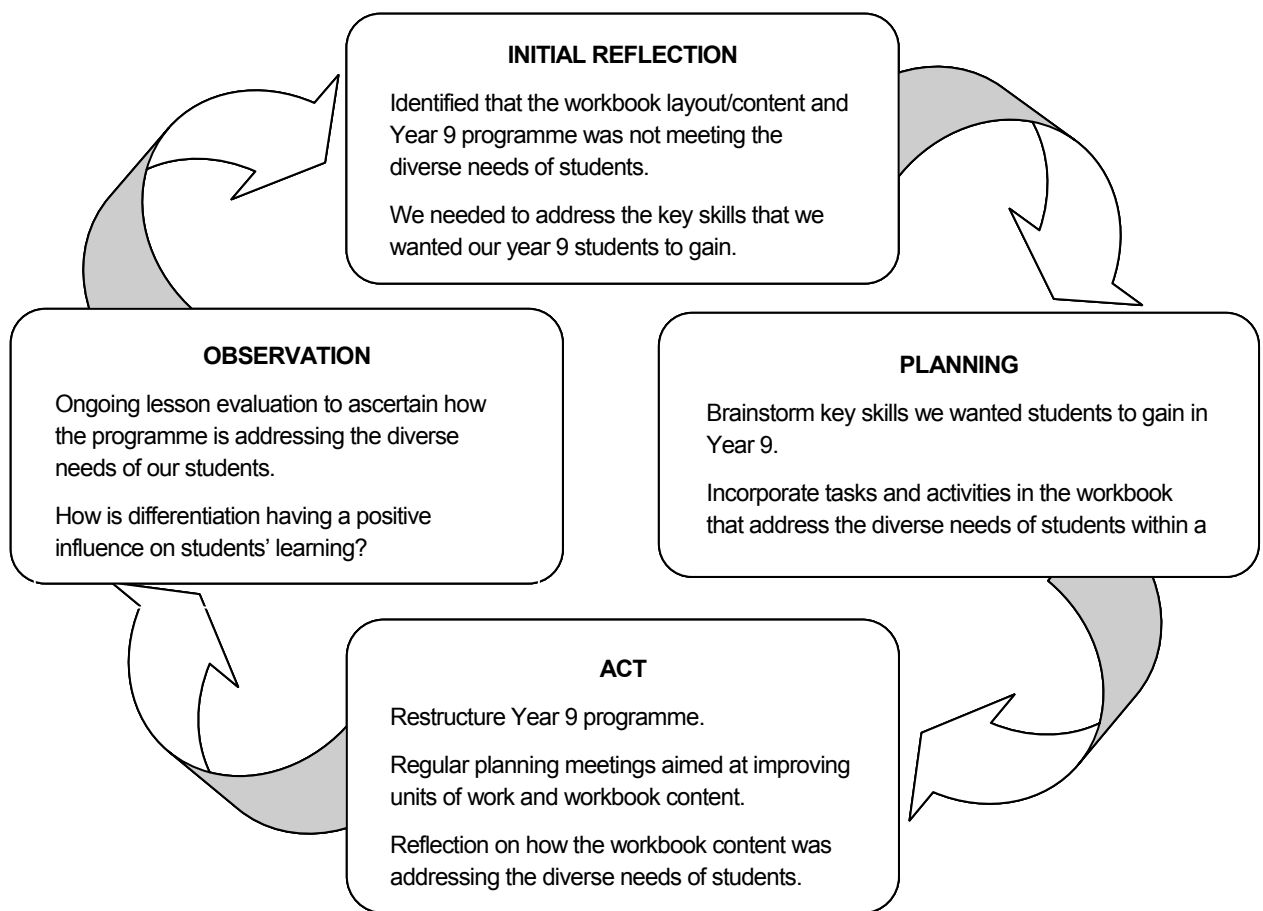 INITIAL REFLECTION
Identified that the workbook layout/content and
Year 9 programme was not meeting the
diverse needs of students.
We needed to address the key skills that we
wanted our year 9 students to gain.
PLANNING
Brainstorm key skills we wanted students to gain in
Year 9.
Incorporate tasks and activities in the workbook
that address the diverse needs of students within a
ACT
Restructure Year 9 programme.
Regular planning meetings aimed at improving
units of work and workbook content.
Reflection on how the workbook content was
addressing the diverse needs of students.
OBSERVATION
Ongoing lesson evaluation to ascertain how
the programme is addressing the diverse
needs of our students.
How is differentiation having a positive
influence on students’ learning?